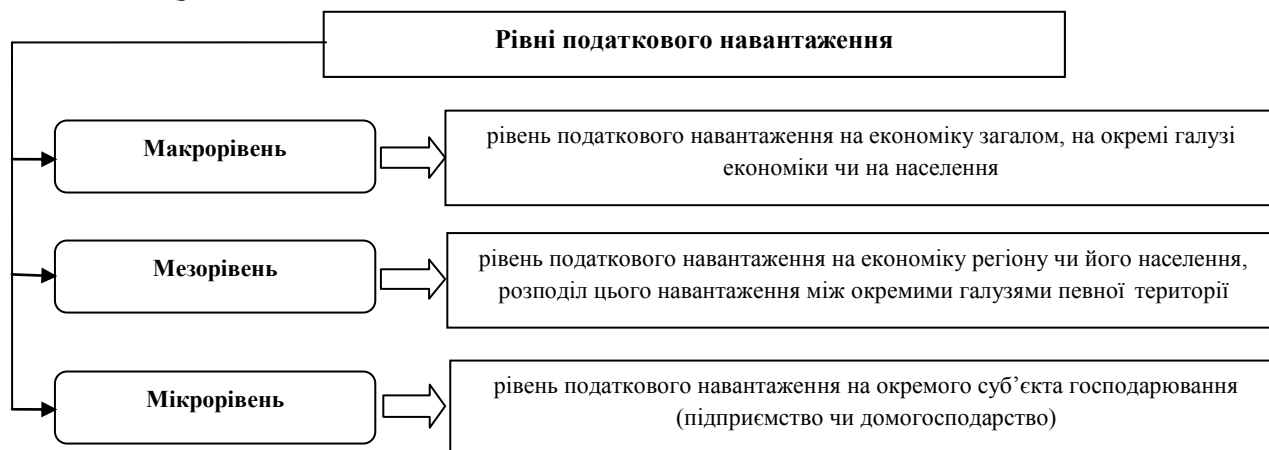 Рівні податкового навантаження
Макрорівень
рівень податкового навантаження на економіку загалом, на окремі галузі
економіки чи на населення
Мезорівень
рівень податкового навантаження на економіку регіону чи його населення,
розподіл цього навантаження між окремими галузями певної території
Мікрорівень
рівень податкового навантаження на окремого суб’єкта господарювання
(підприємство чи домогосподарство)